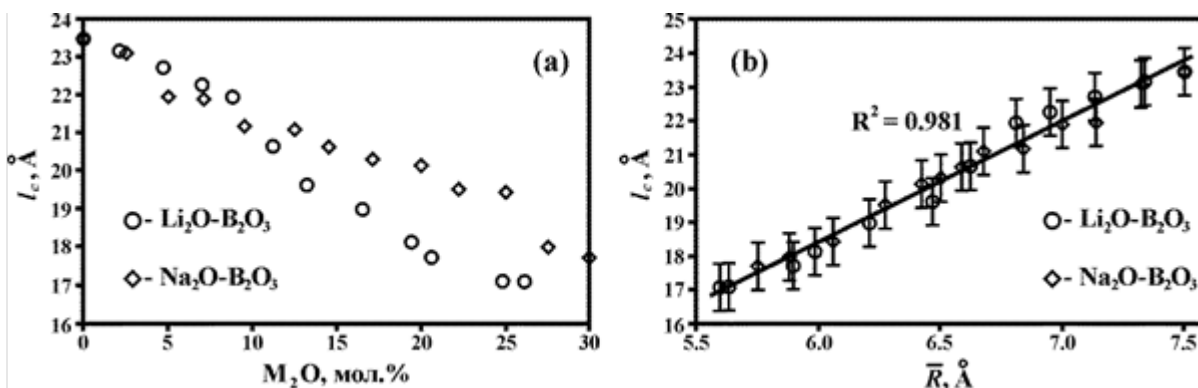 24
23
22
21
20
19
18
17
16
l_c, Å
(a)
○ - Li₂O-B₂O₃
◇ - Na₂O-B₂O₃
0 5 10 15 20 25 30
M₂O, мол.%
24
23
22
21
20
19
18
17
16
l_c, Å
(b)
R² = 0.981
○ - Li₂O-B₂O₃
◇ - Na₂O-B₂O₃
5.5 6.0 6.5 7.0 7.5
R̅, Å